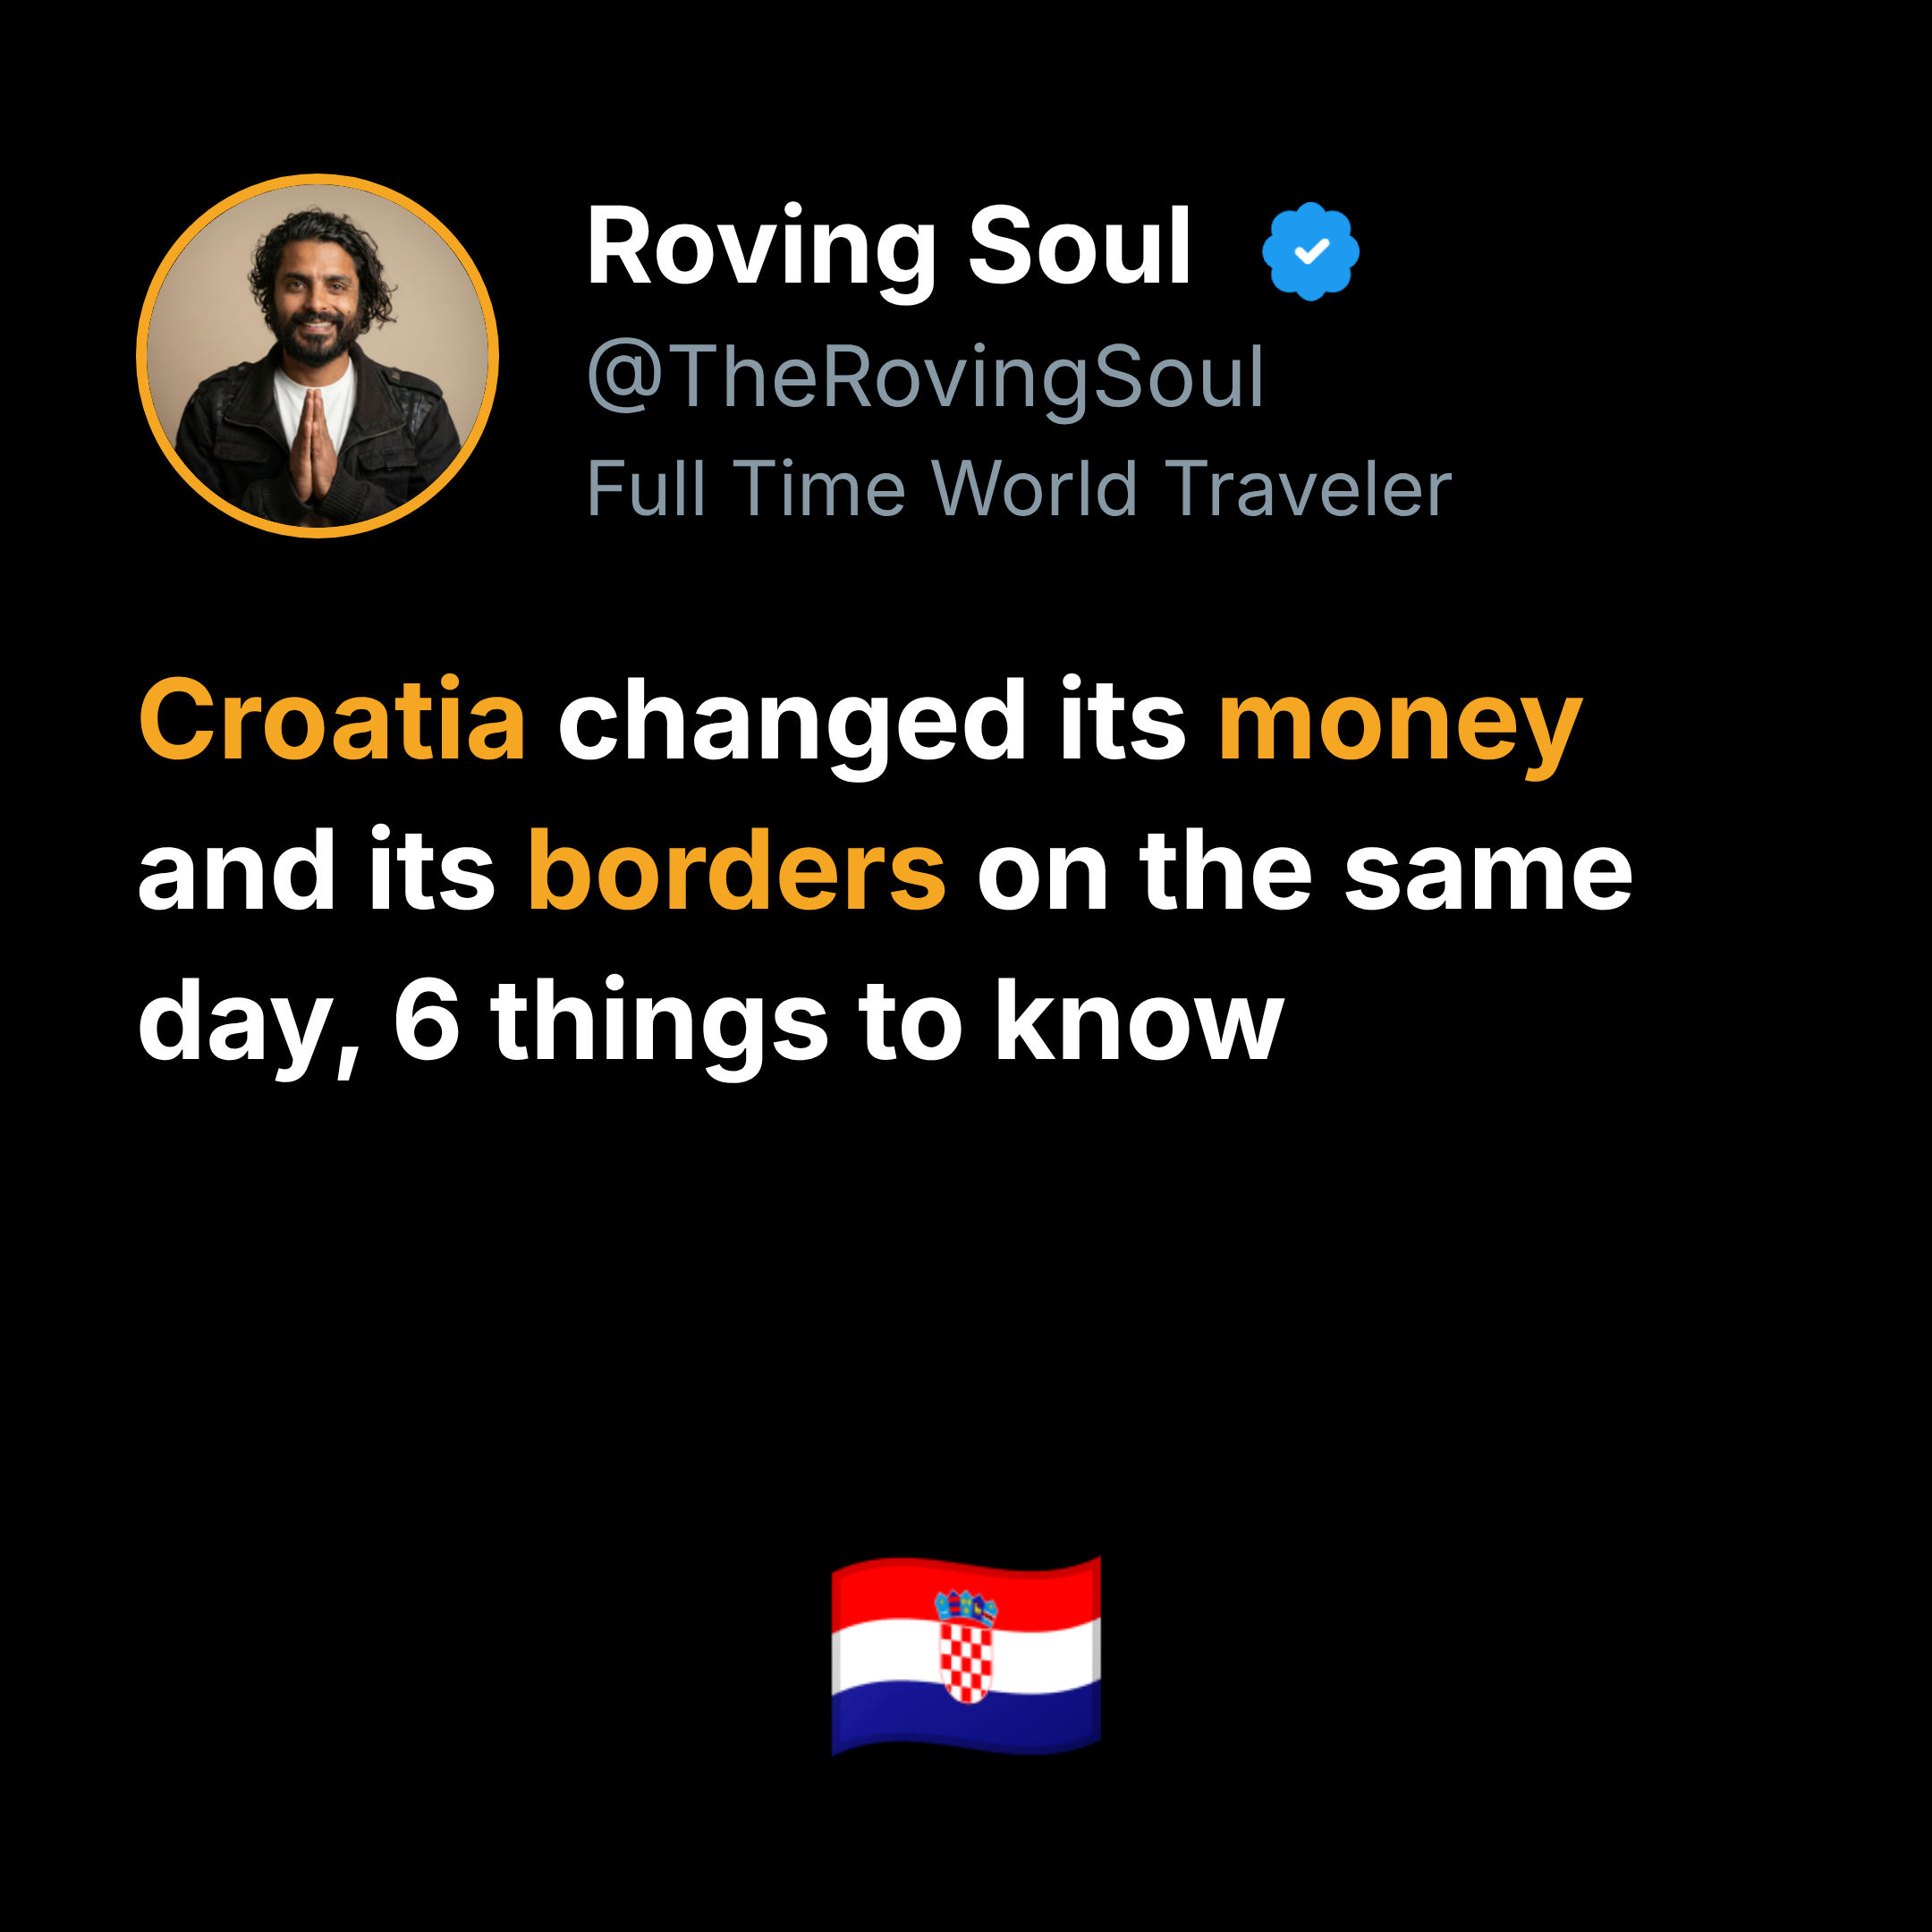 Roving Soul
@TheRovingSoul
Full Time World Traveler
Croatia changed its money
and its borders on the same
day, 6 things to know